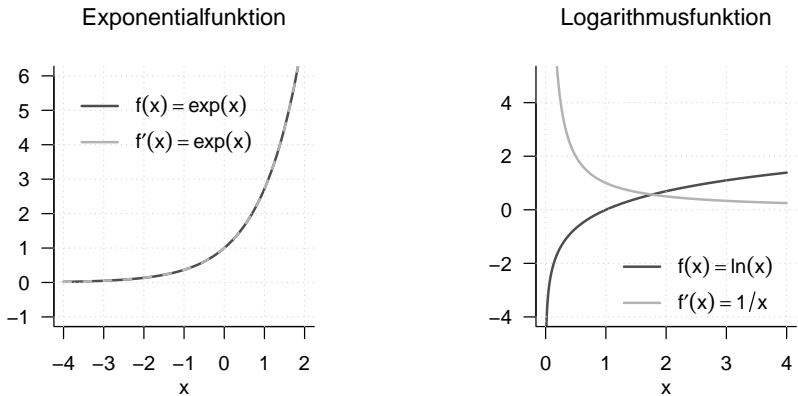 Exponentialfunktion
6
5
4
3
2
1
0
−1
f(x) = exp(x)
f′(x) = exp(x)
−4 −3 −2 −1 0 1 2
x
Logarithmusfunktion
4
2
0
−2
−4
f(x) = ln(x)
f′(x) = 1/x
0 1 2 3 4
x